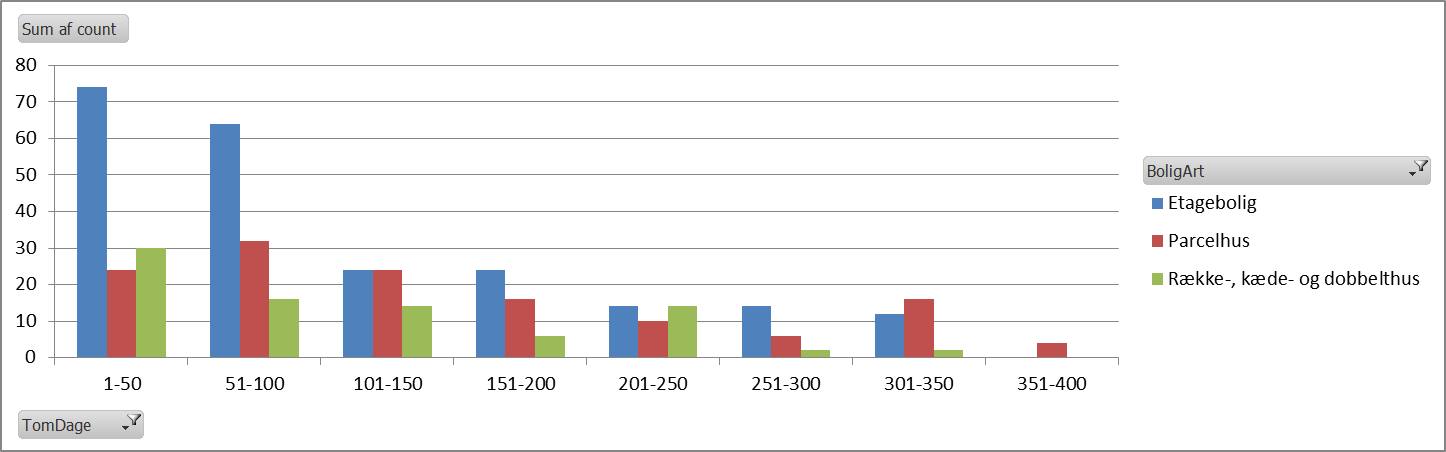 Sum af count
80
70
60
50
40
30
20
10
0
1-50 51-100 101-150 151-200 201-250 251-300 301-350 351-400
TomDage
BoligArt
Etagebolig
Parcelhus
Række-, kæde- og dobbelthus